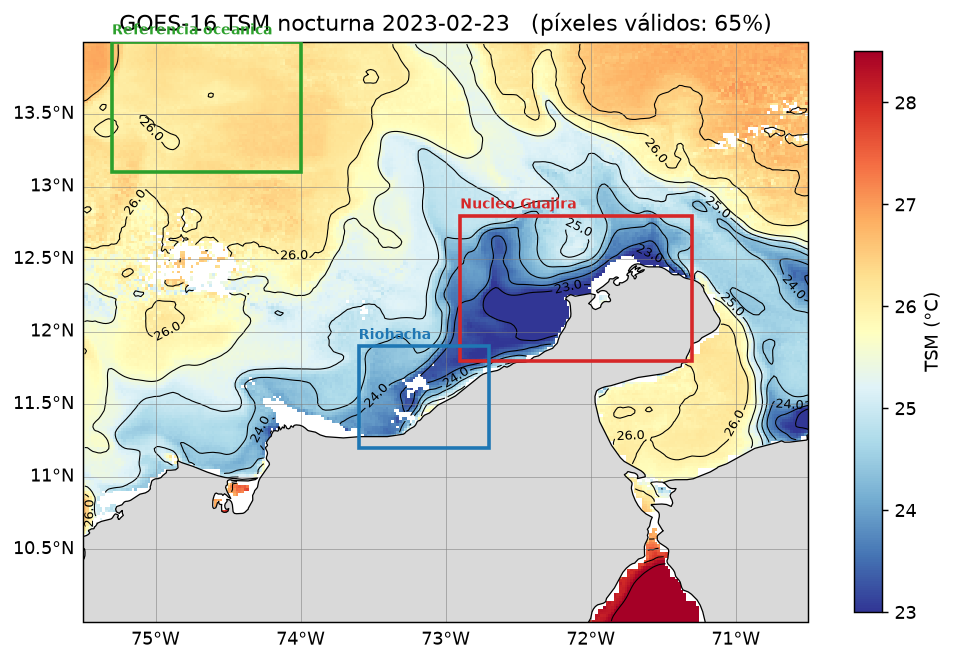 GOES-16 TSM nocturna 2023-02-23 (píxeles válidos: 65%)
Referencia oceanica
Nucleo Guajira
Riohacha
13.5°N
13°N
12.5°N
12°N
11.5°N
11°N
10.5°N
75°W
74°W
73°W
72°W
71°W
26.0
26.0
26.0
26.0
26.0
25.0
25.0
23.0
23.0
24.0
25.0
24.0
24.0
24.0
24.0
26.0
26.0
26.0
28
27
26
25
24
23
TSM (°C)